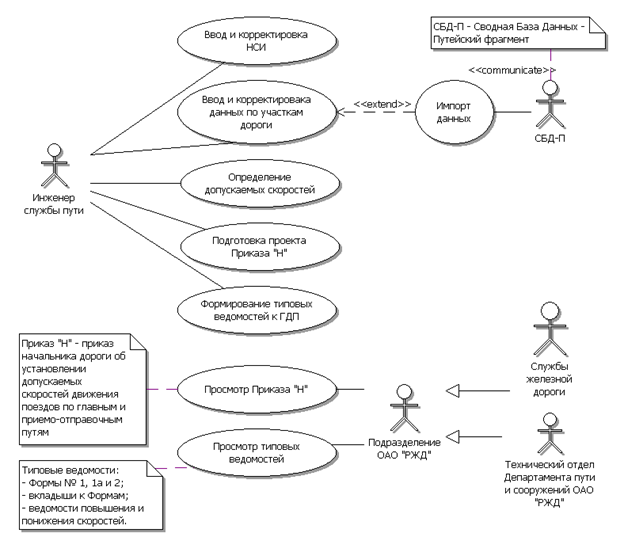 Ввод и корректировка
НСИ
СБД-П - Сводная База Данных -
Путейский фрагмент
<<communicate>>
Ввод и корректировака
данных по участкам
дороги
<<extend>>
Импорт
данных
СБД-П
Инженер
службы пути
Определение
допускаемых скоростей
Подготовка проекта
Приказа "Н"
Формирование типовых
ведомостей к ГДП
Приказ "Н" - приказ
начальника дороги об
установлении
допускаемых
скоростей движения
поездов по главным и
приемо-отправочным
путям
Просмотр Приказа "Н"
Службы
железной
дороги
Подразделение
ОАО "РЖД"
Просмотр типовых
ведомостей
Технический отдел
Департамента пути
и сооружений ОАО
"РЖД"
Типовые ведомости:
- Формы № 1, 1а и 2;
- вкладыши к Формам;
- ведомости повышения и
понижения скоростей.